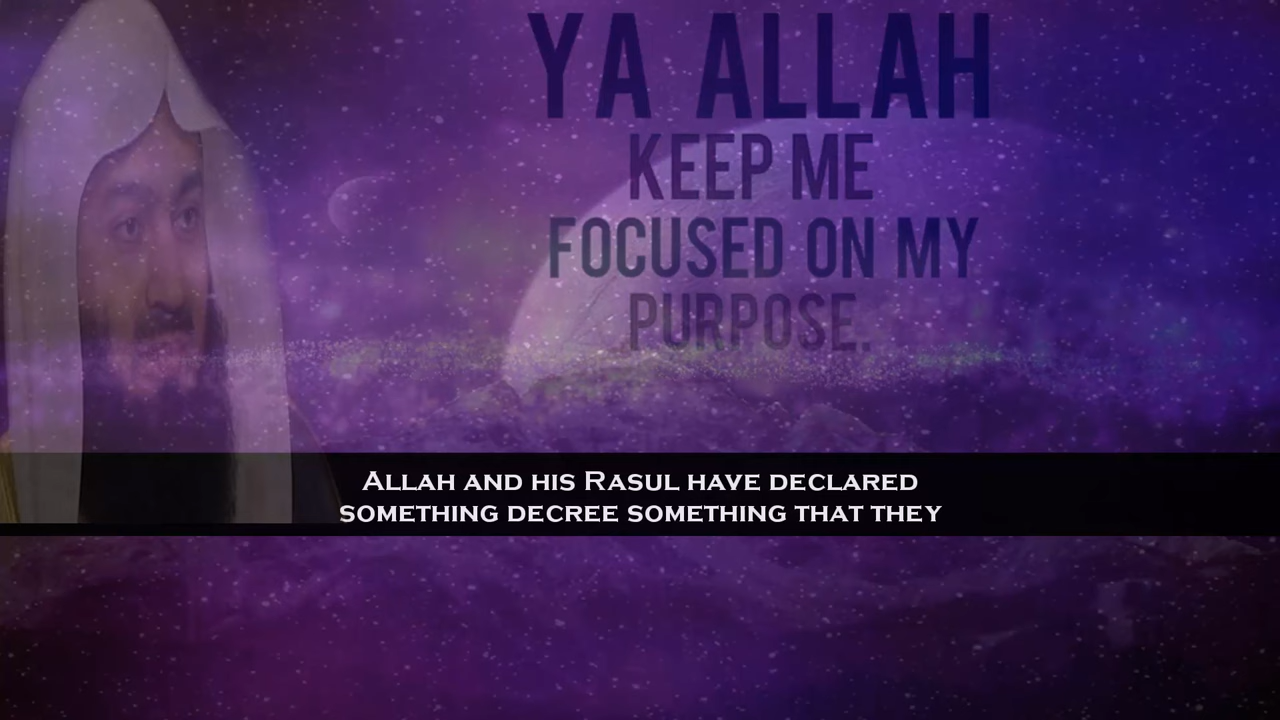 YA ALLAH
KEEP ME
FOCUSED ON MY
PURPOSE.
ALLAH AND HIS RASUL HAVE DECLARED
SOMETHING DECREE SOMETHING THAT THEY